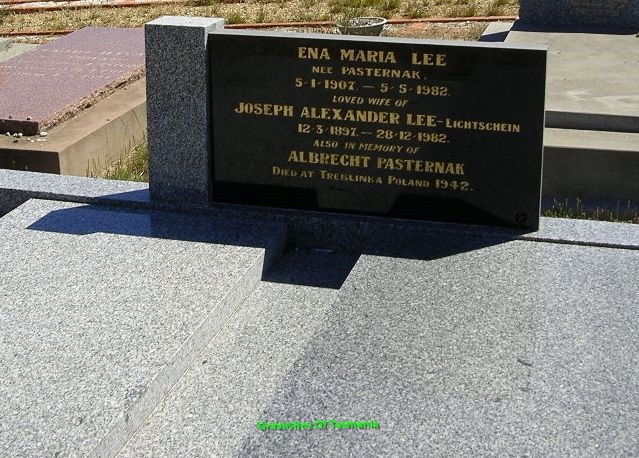 ENA MARIA LEE
NEE PASTERNAK.
5-1-1907. — 5-5-1982.
LOVED WIFE OF
JOSEPH ALEXANDER LEE-LICHTSCHEIN
12-3-1897. — 28-12-1982.
ALSO IN MEMORY OF
ALBRECHT PASTERNAK
DIED AT TREBLINKA POLAND 1942.
Gravesites Of Tasmania